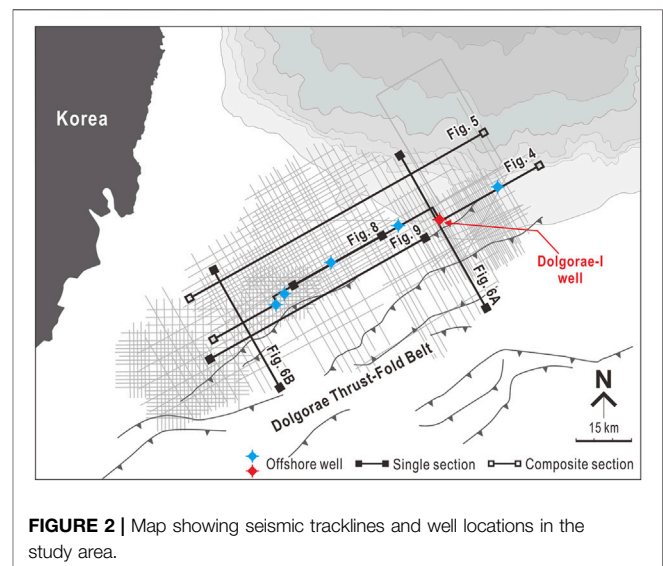 Korea
Fig. 5
Fig. 4
Fig. 8
Fig. 9
Dolgorae-I
well
Fig. 6A
Fig. 6B
Dolgorae Thrust-Fold Belt
N
15 km
Offshore well
Single section
Composite section
FIGURE 2 | Map showing seismic tracklines and well locations in the
study area.